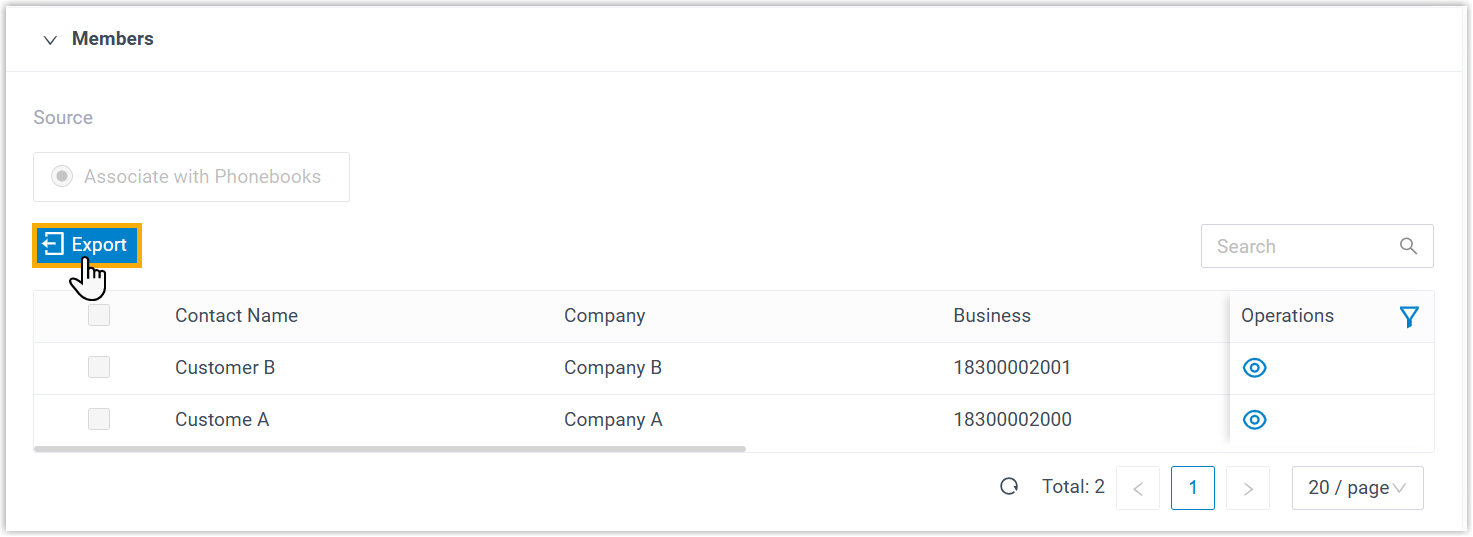 Members
Source
Associate with Phonebooks
Export
Search
Contact Name Company Business Operations
Customer B Company B 18300002001
Custome A Company A 18300002000
Total: 2 < 1 > 20 / page